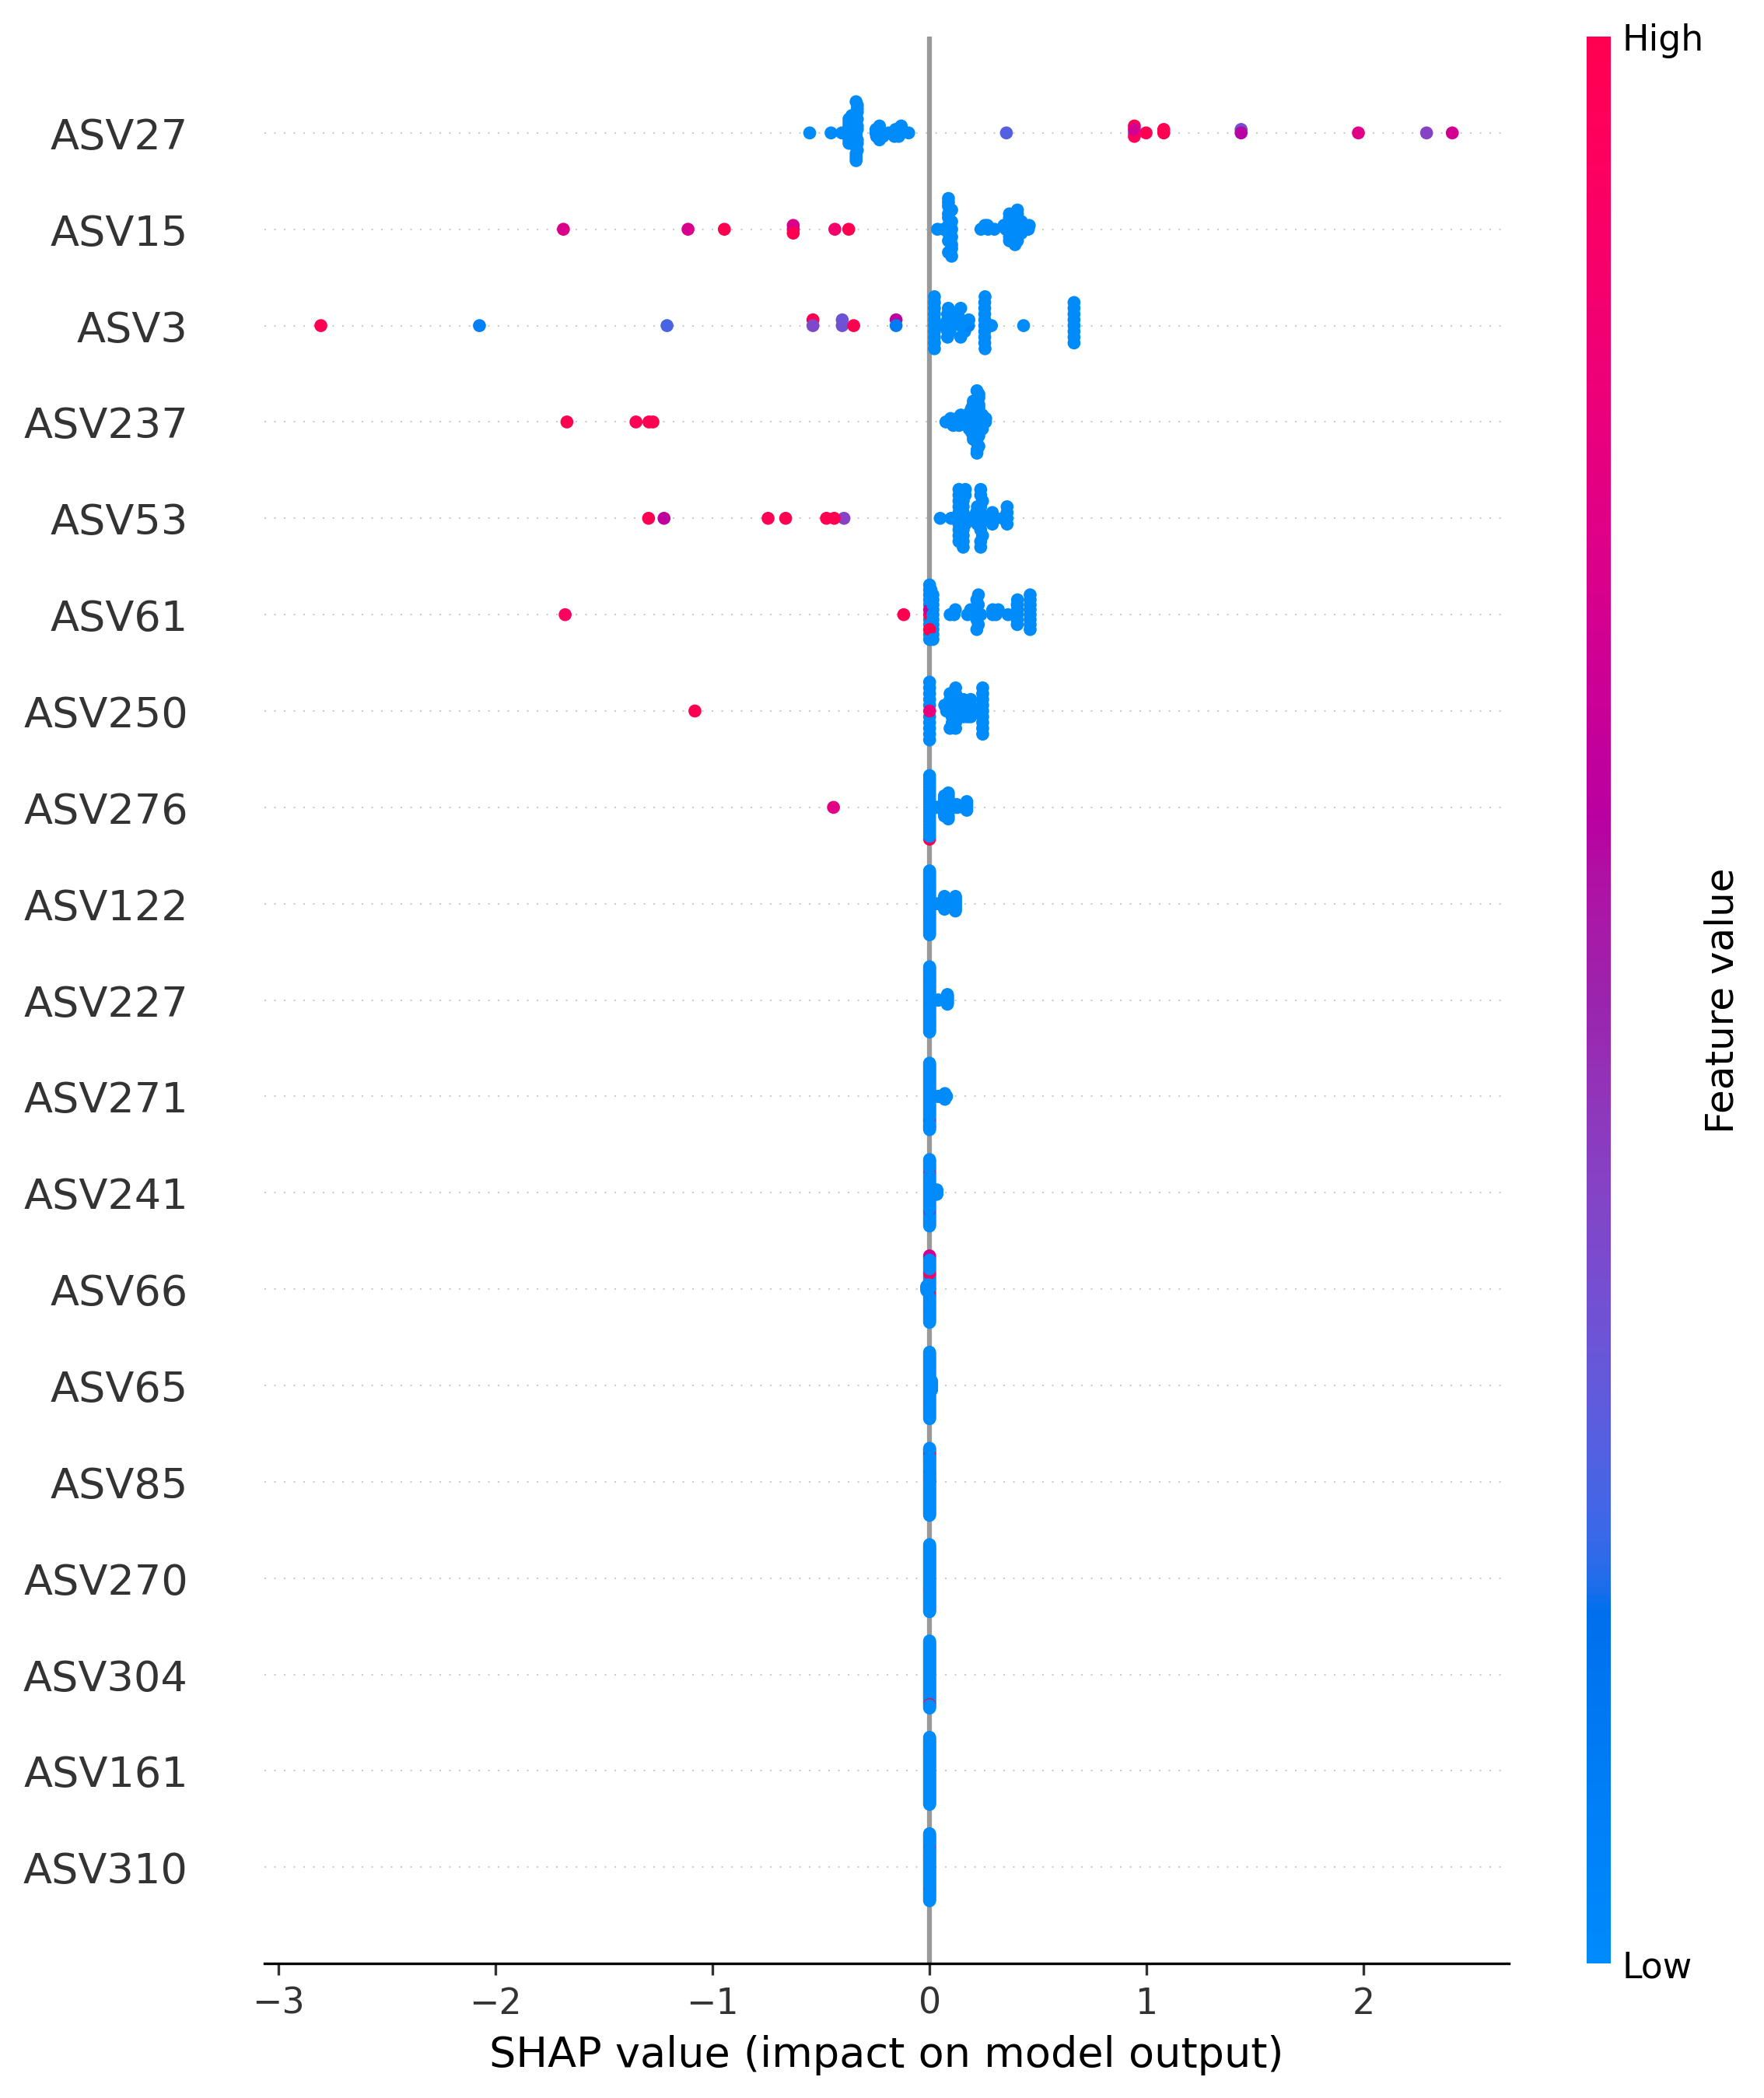 High
ASV27
ASV15
ASV3
ASV237
ASV53
ASV61
ASV250
ASV276
ASV122
ASV227
ASV271
ASV241
ASV66
ASV65
ASV85
ASV270
ASV304
ASV161
ASV310
Feature value
Low
−3 −2 −1 0 1 2
SHAP value (impact on model output)